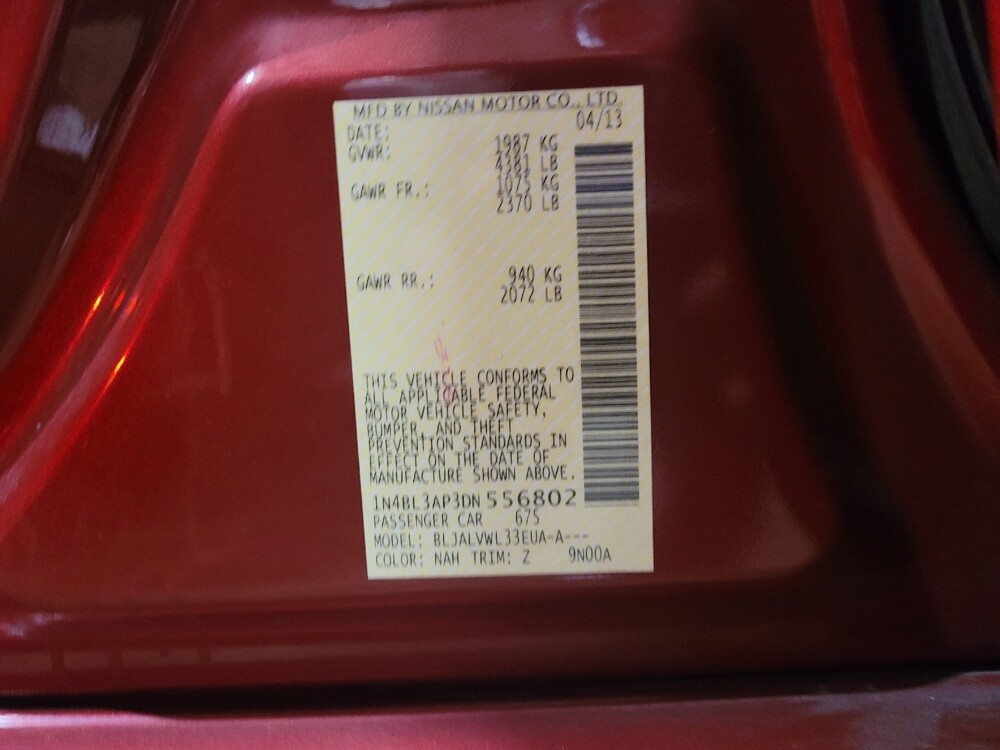 MFD BY NISSAN MOTOR CO., LTD.
DATE: 04/13
GVWR: 1987 KG
4381 LB
GAWR FR.: 1075 KG
2370 LB
GAWR RR.: 940 KG
2072 LB
THIS VEHICLE CONFORMS TO
ALL APPLICABLE FEDERAL
MOTOR VEHICLE SAFETY,
BUMPER, AND THEFT
PREVENTION STANDARDS IN
EFFECT ON THE DATE OF
MANUFACTURE SHOWN ABOVE.
1N4BL3AP3DN556802
PASSENGER CAR 675
MODEL: BLJALVWL33EUA-A---
COLOR: NAH TRIM: Z 9N00A